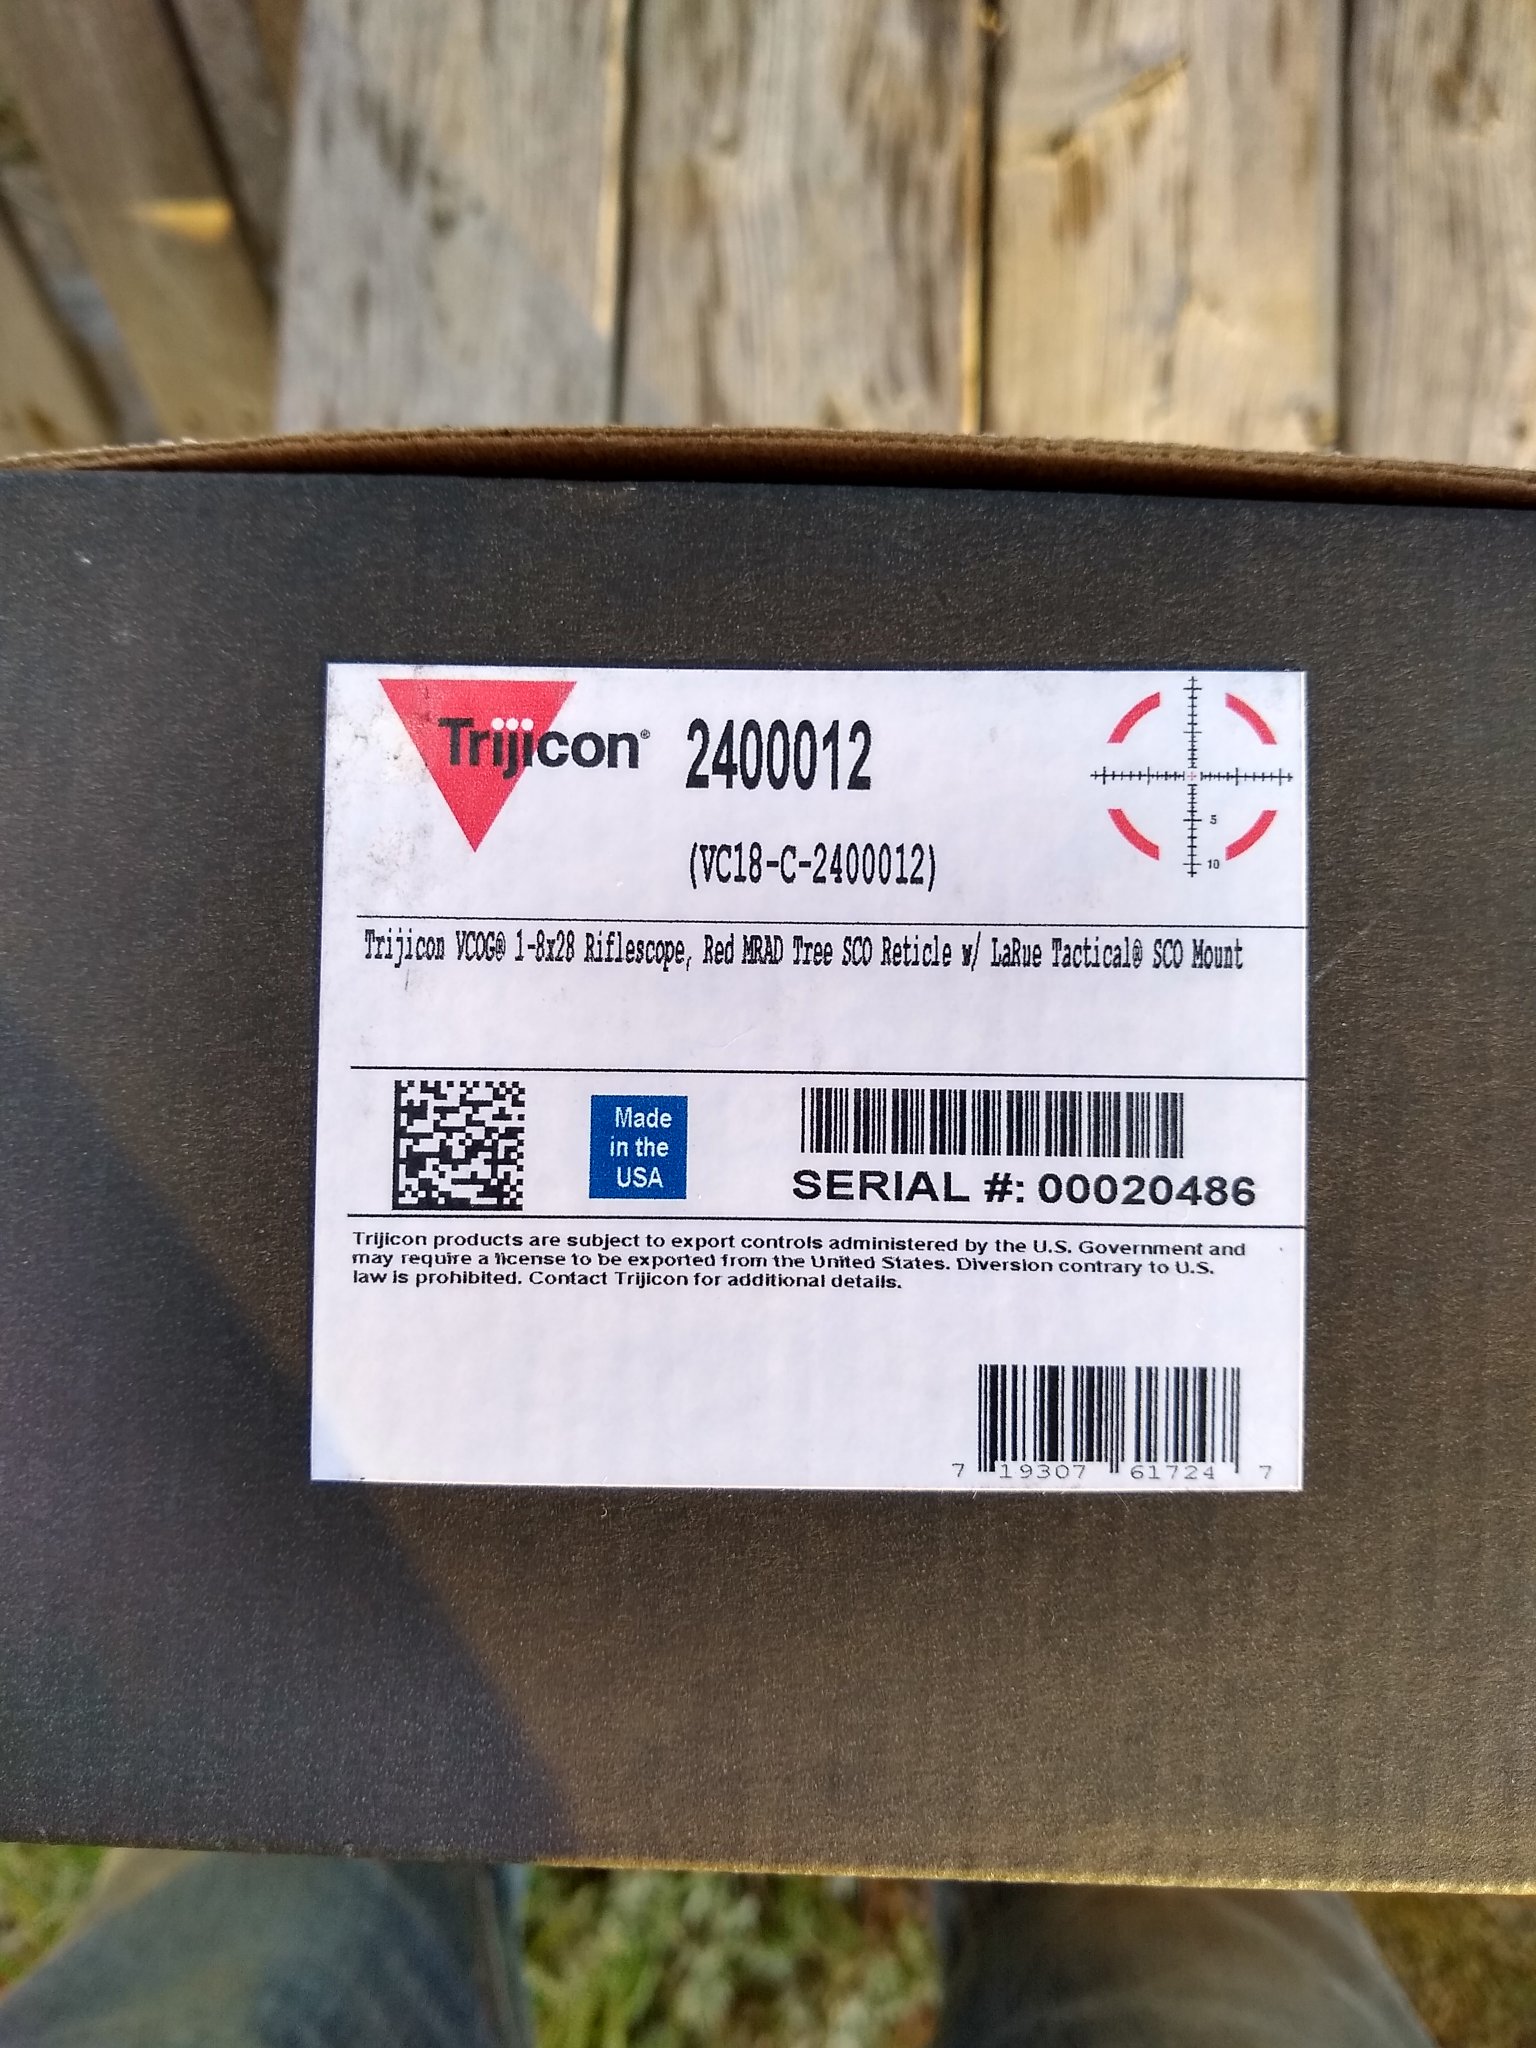 Trijicon®
2400012
(VC18-C-2400012)
5
10
Trijicon VCOG® 1-8x28 Riflescope, Red MRAD Tree SCO Reticle w/ LaRue Tactical® SCO Mount
Made
in the
USA
SERIAL #: 00020486
Trijicon products are subject to export controls administered by the U.S. Government and
may require a license to be exported from the United States. Diversion contrary to U.S.
law is prohibited. Contact Trijicon for additional details.
7 19307 61724 7